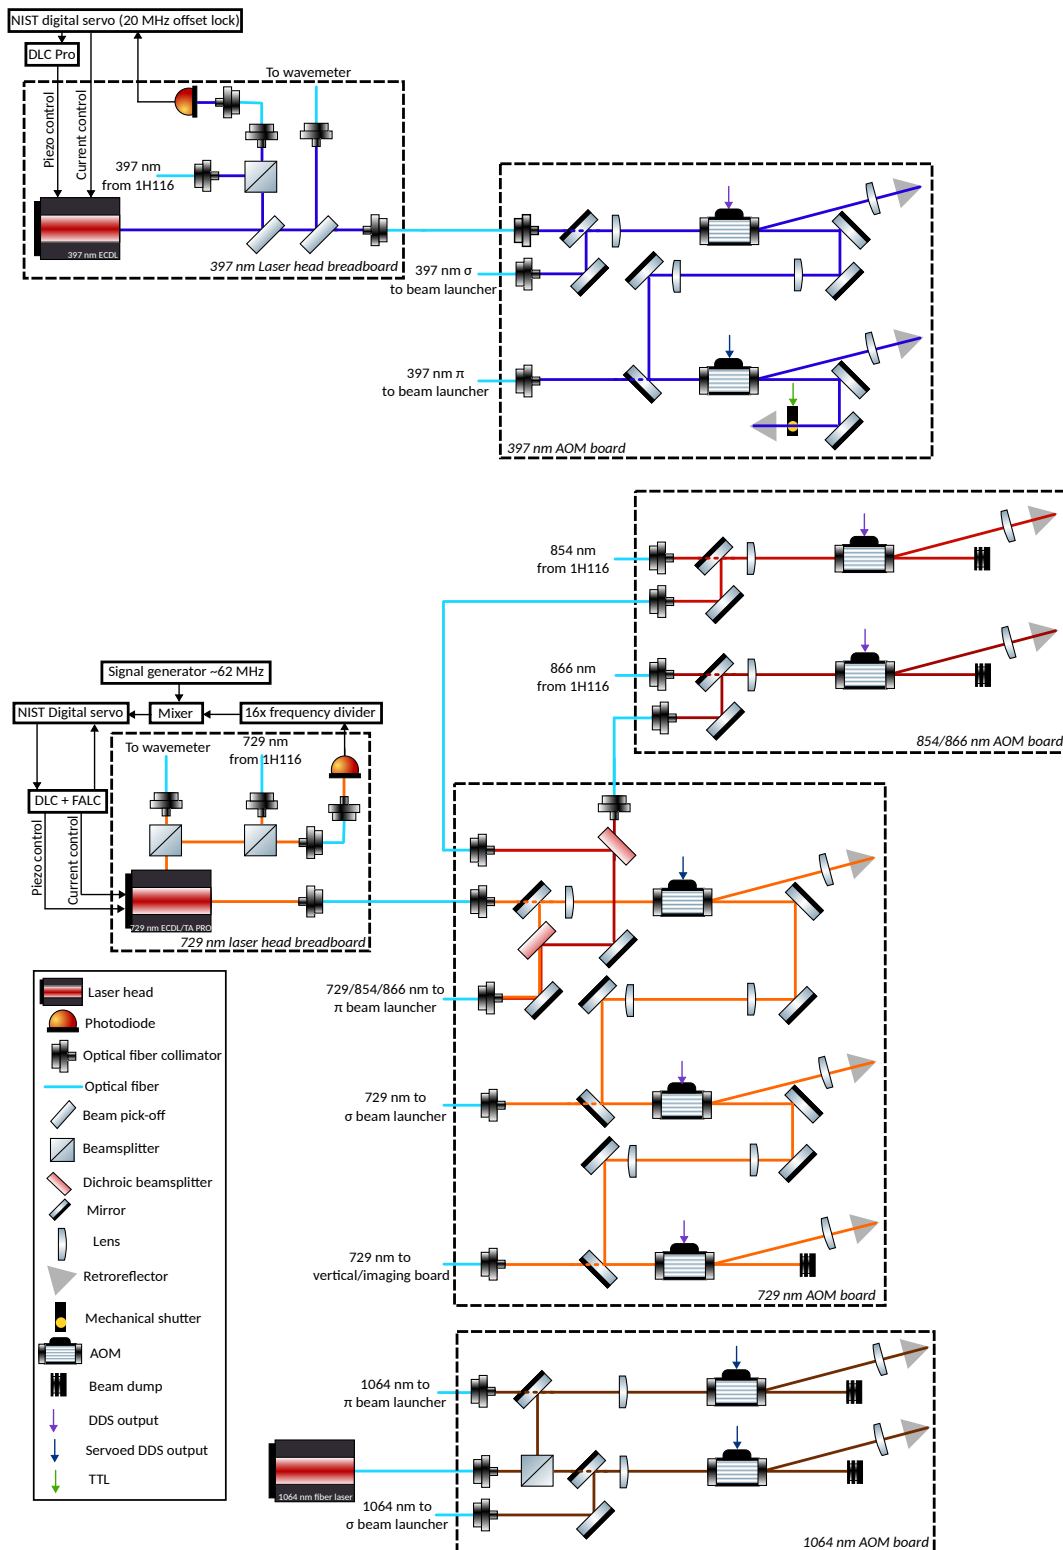 NIST digital servo (20 MHz offset lock)
DLC Pro
Piezo control
Current control
To wavemeter
397 nm
from 1H116
397 nm ECDL
397 nm Laser head breadboard
397 nm σ
to beam launcher
397 nm π
to beam launcher
397 nm AOM board
854 nm
from 1H116
866 nm
from 1H116
854/866 nm AOM board
Signal generator ~62 MHz
NIST Digital servo
Mixer
16x frequency divider
To wavemeter
729 nm
from 1H116
DLC + FALC
Piezo control
Current control
729 nm ECDL/TA PRO
729 nm laser head breadboard
729/854/866 nm to
π beam launcher
729 nm to
σ beam launcher
729 nm to
vertical/imaging board
729 nm AOM board
Laser head
Photodiode
Optical fiber collimator
Optical fiber
Beam pick-off
Beamsplitter
Dichroic beamsplitter
Mirror
Lens
Retroreflector
Mechanical shutter
AOM
Beam dump
DDS output
Servoed DDS output
TTL
1064 nm to
π beam launcher
1064 nm fiber laser
1064 nm to
σ beam launcher
1064 nm AOM board